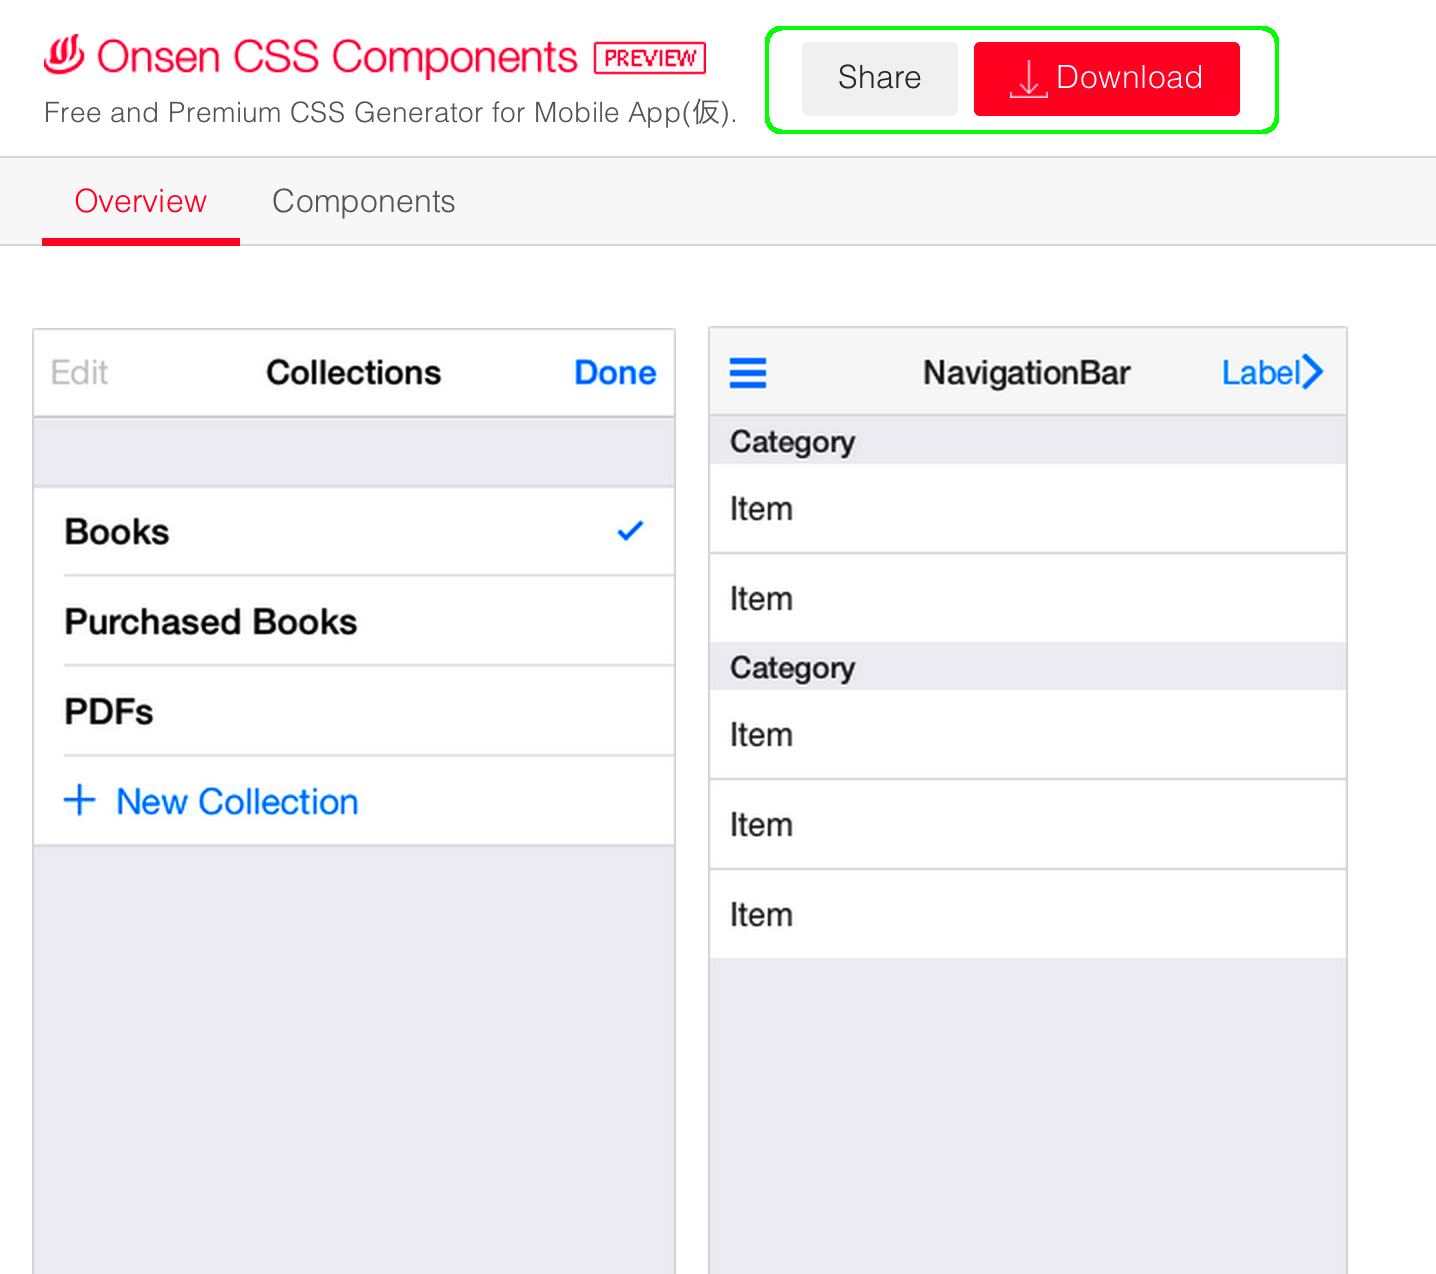 Onsen CSS Components PREVIEW
Free and Premium CSS Generator for Mobile App(仮).
Share Download
Overview Components
Edit Collections Done
Books
Purchased Books
PDFs
New Collection
NavigationBar Label
Category
Item
Item
Category
Item
Item
Item